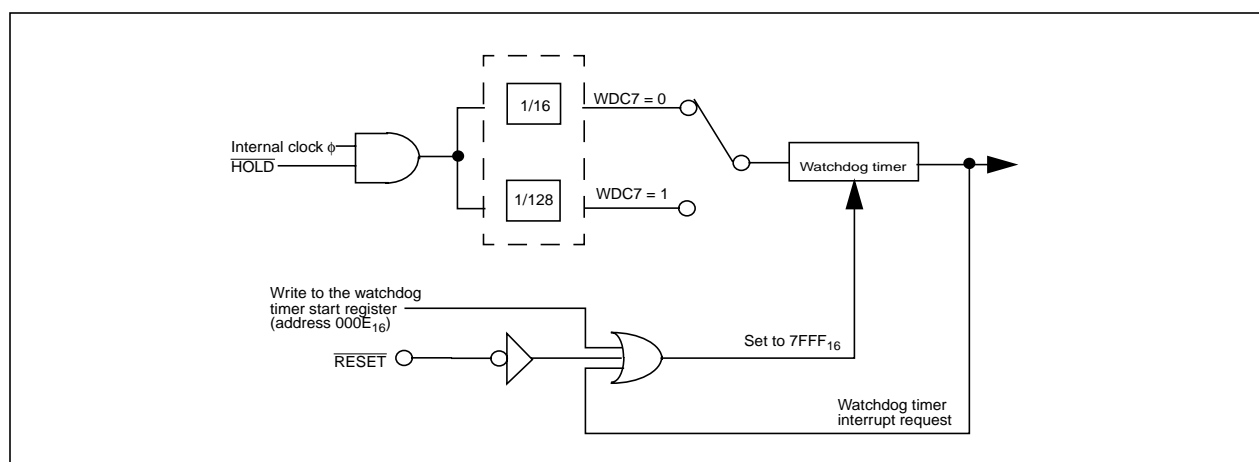 1/16
WDC7 = 0
Internal clock ϕ
HOLD
Watchdog timer
1/128
WDC7 = 1
Write to the watchdog
timer start register
(address 000E16)
RESET
Set to 7FFF16
Watchdog timer
interrupt request